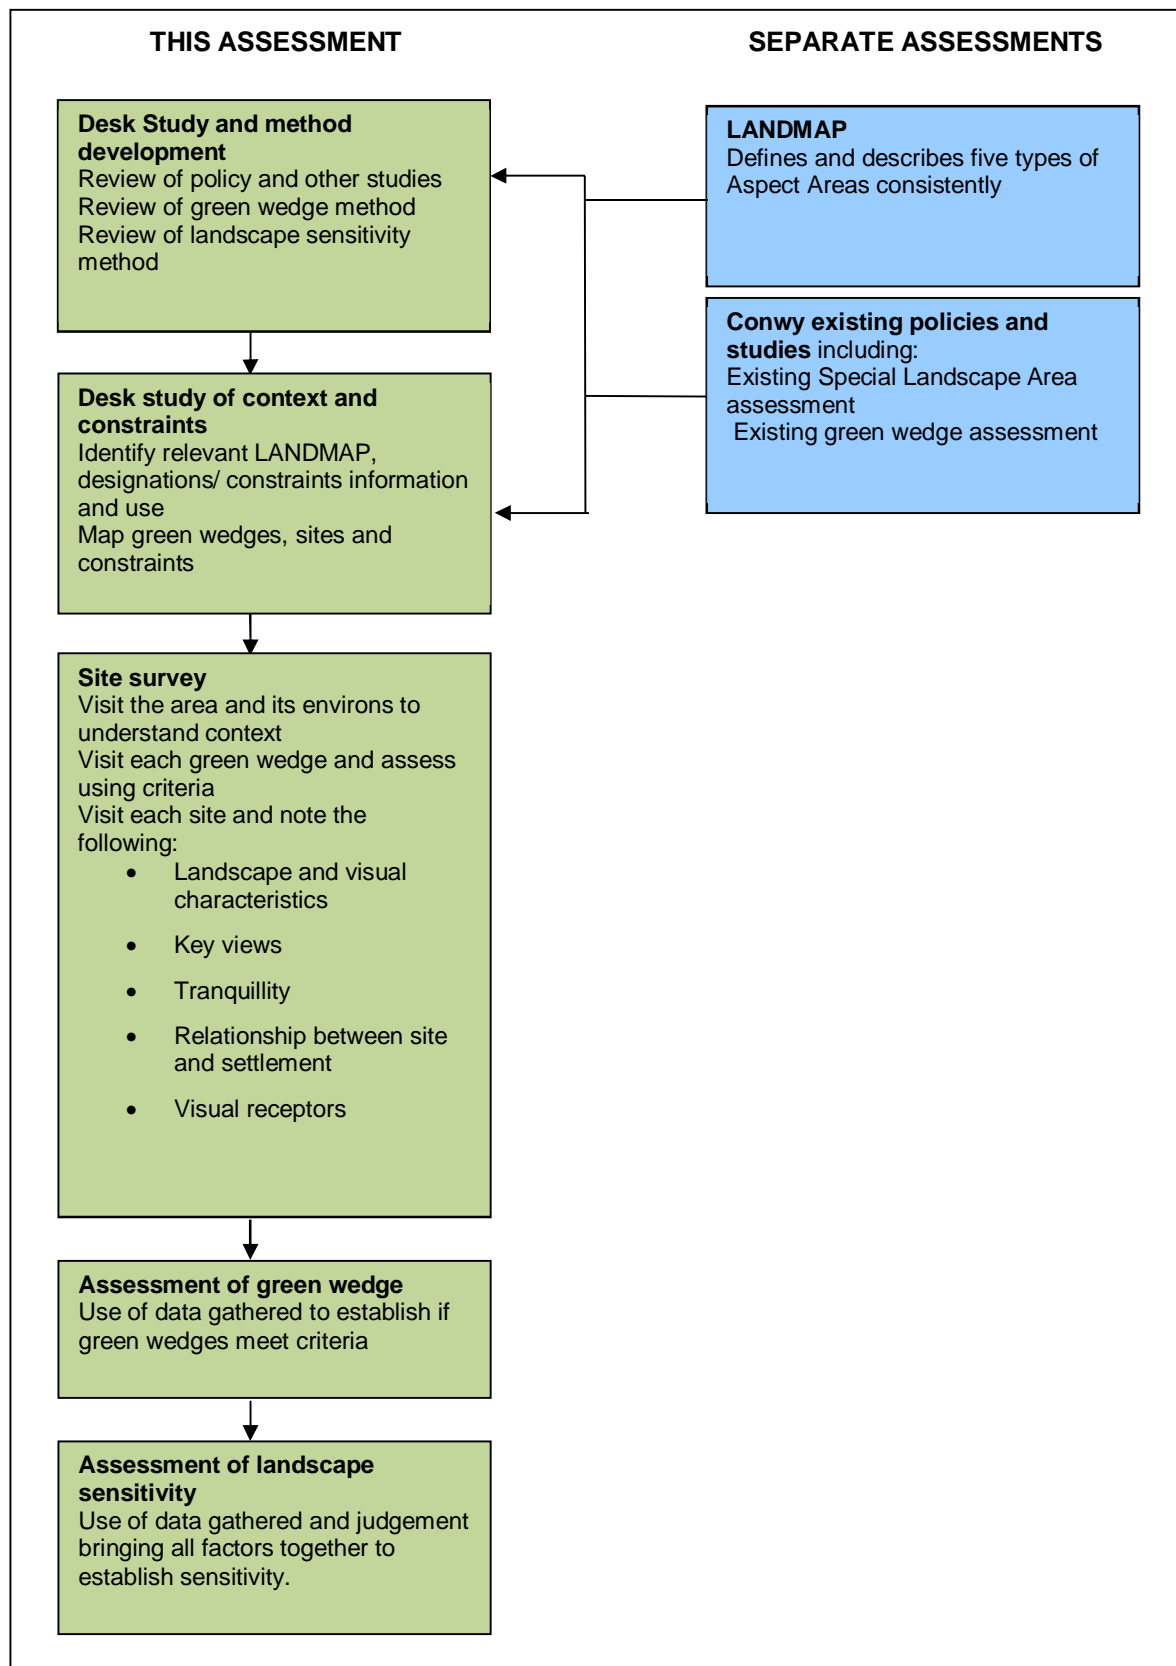 THIS ASSESSMENT
SEPARATE ASSESSMENTS
Desk Study and method
development
Review of policy and other studies
Review of green wedge method
Review of landscape sensitivity
method
LANDMAP
Defines and describes five types of
Aspect Areas consistently
Conwy existing policies and
studies including:
Existing Special Landscape Area
assessment
Existing green wedge assessment
Desk study of context and
constraints
Identify relevant LANDMAP,
designations/ constraints information
and use
Map green wedges, sites and
constraints
Site survey
Visit the area and its environs to
understand context
Visit each green wedge and assess
using criteria
Visit each site and note the
following:
• Landscape and visual
characteristics
• Key views
• Tranquillity
• Relationship between site
and settlement
• Visual receptors
Assessment of green wedge
Use of data gathered to establish if
green wedges meet criteria
Assessment of landscape
sensitivity
Use of data gathered and judgement
bringing all factors together to
establish sensitivity.